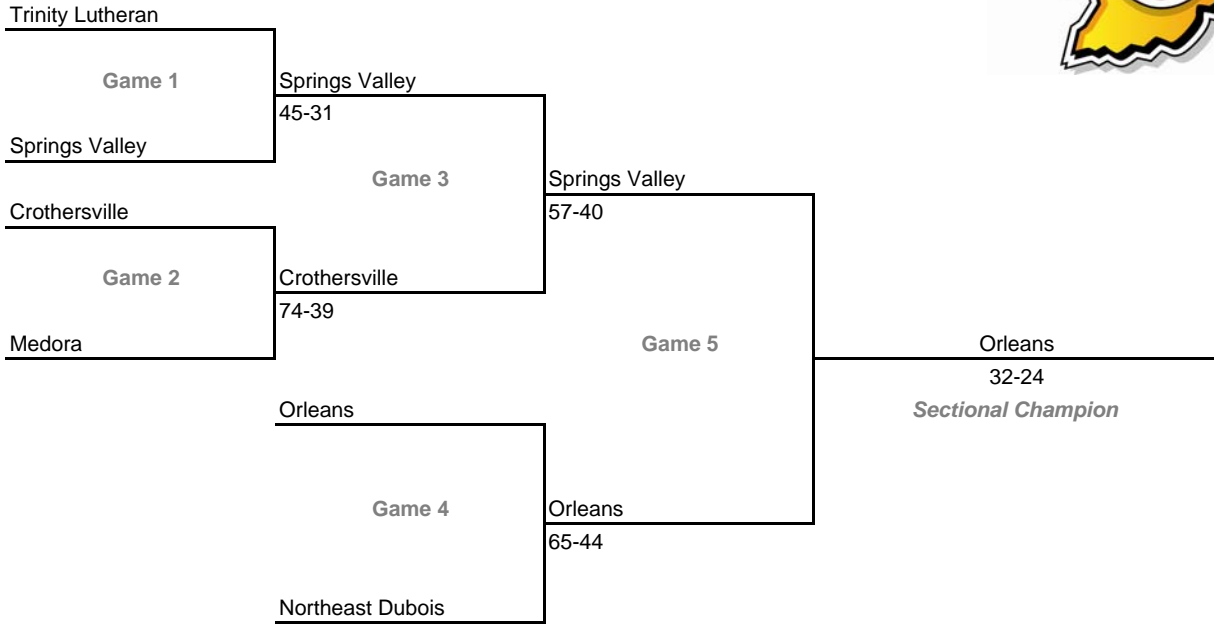 Trinity Lutheran
Game 1
Springs Valley
45-31
Springs Valley
Game 3
Springs Valley
Crothersville
57-40
Game 2
Crothersville
74-39
Medora
Game 5
Orleans
32-24
Orleans
Sectional Champion
Game 4
Orleans
65-44
Northeast Dubois